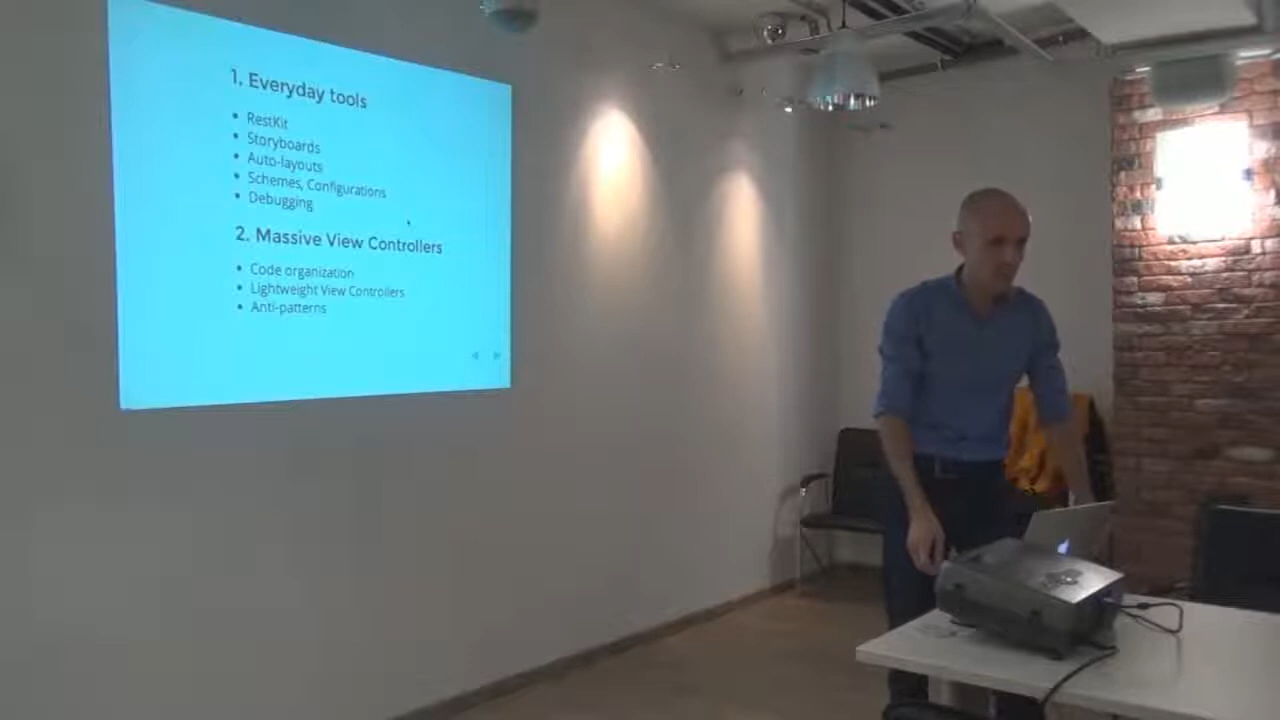 1. Everyday tools
• RestKit
• Storyboards
• Auto-layouts
• Schemes, Configurations
• Debugging
2. Massive View Controllers
• Code organization
• Lightweight View Controllers
• Anti-patterns